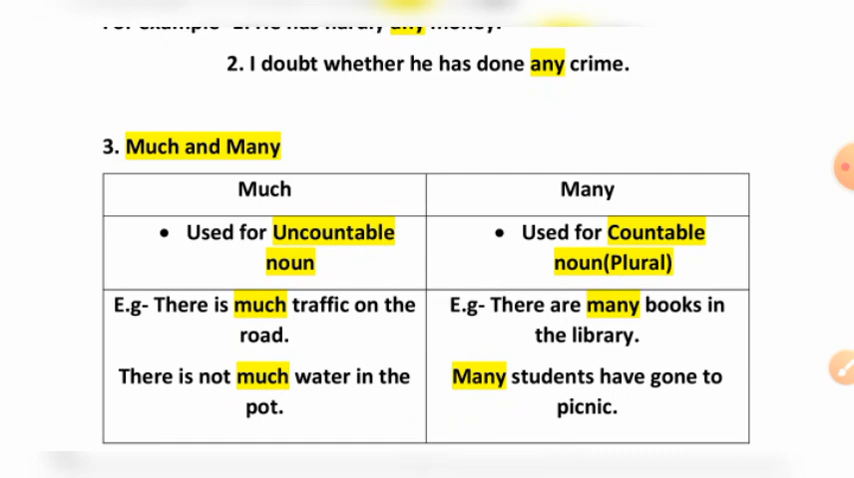 any
2. I doubt whether he has done any crime.
3. Much and Many
Much
Many
• Used for Uncountable
noun
• Used for Countable
noun(Plural)
E.g- There is much traffic on the
road.
There is not much water in the
pot.
E.g- There are many books in
the library.
Many students have gone to
picnic.